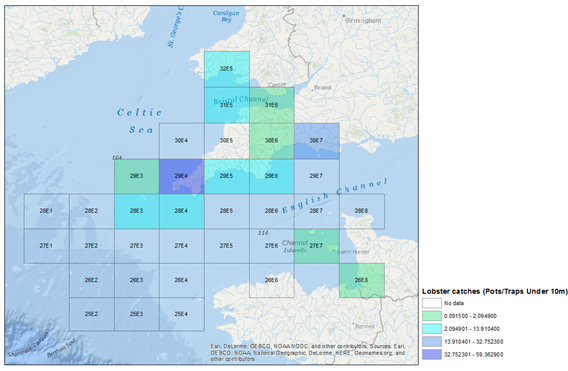 Cardigan Bay
St. George's C
Birmingham
32E5
Cardiff
Bristol
31E5
31E6
Bristol Channel
Celtic Sea
30E4
30E5
30E6
30E7
164
29E3
29E4
29E5
29E6
29E7
English Channel
28E1
28E2
28E3
28E4
28E5
28E6
28E7
28E8
114
27E1
27E2
27E3
27E4
27E5
27E6
27E7
Channel Islands
Saint Helier
26E2
26E3
26E4
26E6
26E8
25E2
25E3
25E4
Rennes
Esri, DeLorme, GEBCO, NOAA NGDC, and other contributors, Sources: Esri,
GEBCO, NOAA, National Geographic, DeLorme, HERE, Geonames.org, and
other contributors
Lobster catches (Pots/Traps Under 10m)
No data
0.091500 - 2.094900
2.094901 - 13.910400
13.910401 - 32.752300
32.752301 - 59.362900